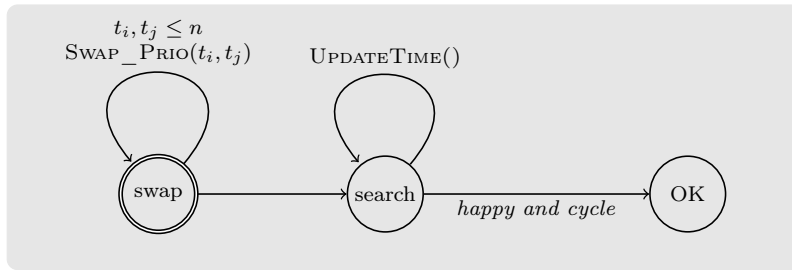 t_i, t_j ≤ n
SWAP_PRIO(t_i, t_j)
UPDATETIME()
swap
search
OK
happy and cycle